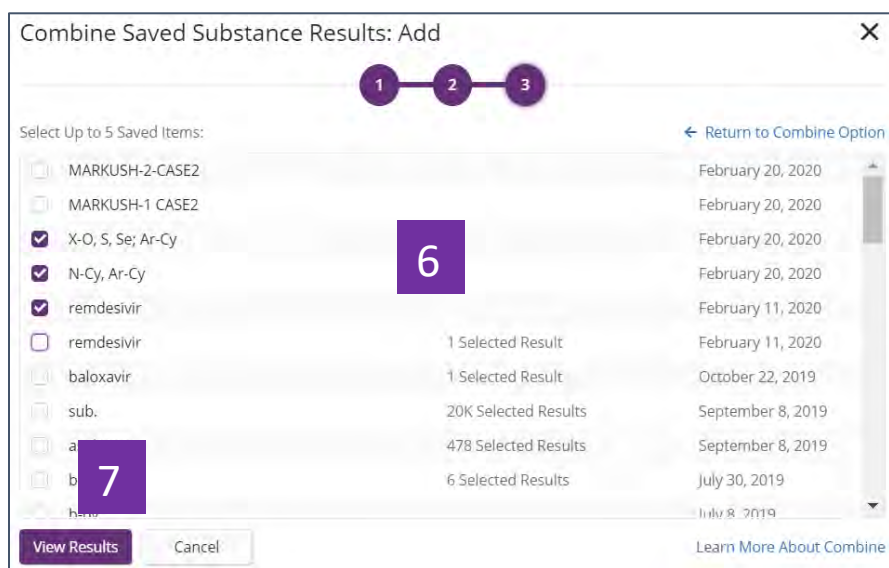 Combine Saved Substance Results: Add
1 2 3
Select Up to 5 Saved Items: ← Return to Combine Option
MARKUSH-2-CASE2 February 20, 2020
MARKUSH-1 CASE2 February 20, 2020
X-O, S, Se; Ar-Cy February 20, 2020
6
N-Cy, Ar-Cy February 20, 2020
remdesivir February 11, 2020
remdesivir 1 Selected Result February 11, 2020
baloxavir 1 Selected Result October 22, 2019
sub. 20K Selected Results September 8, 2019
478 Selected Results September 8, 2019
7
6 Selected Results July 30, 2019
July 8, 2019
View Results Cancel Learn More About Combine